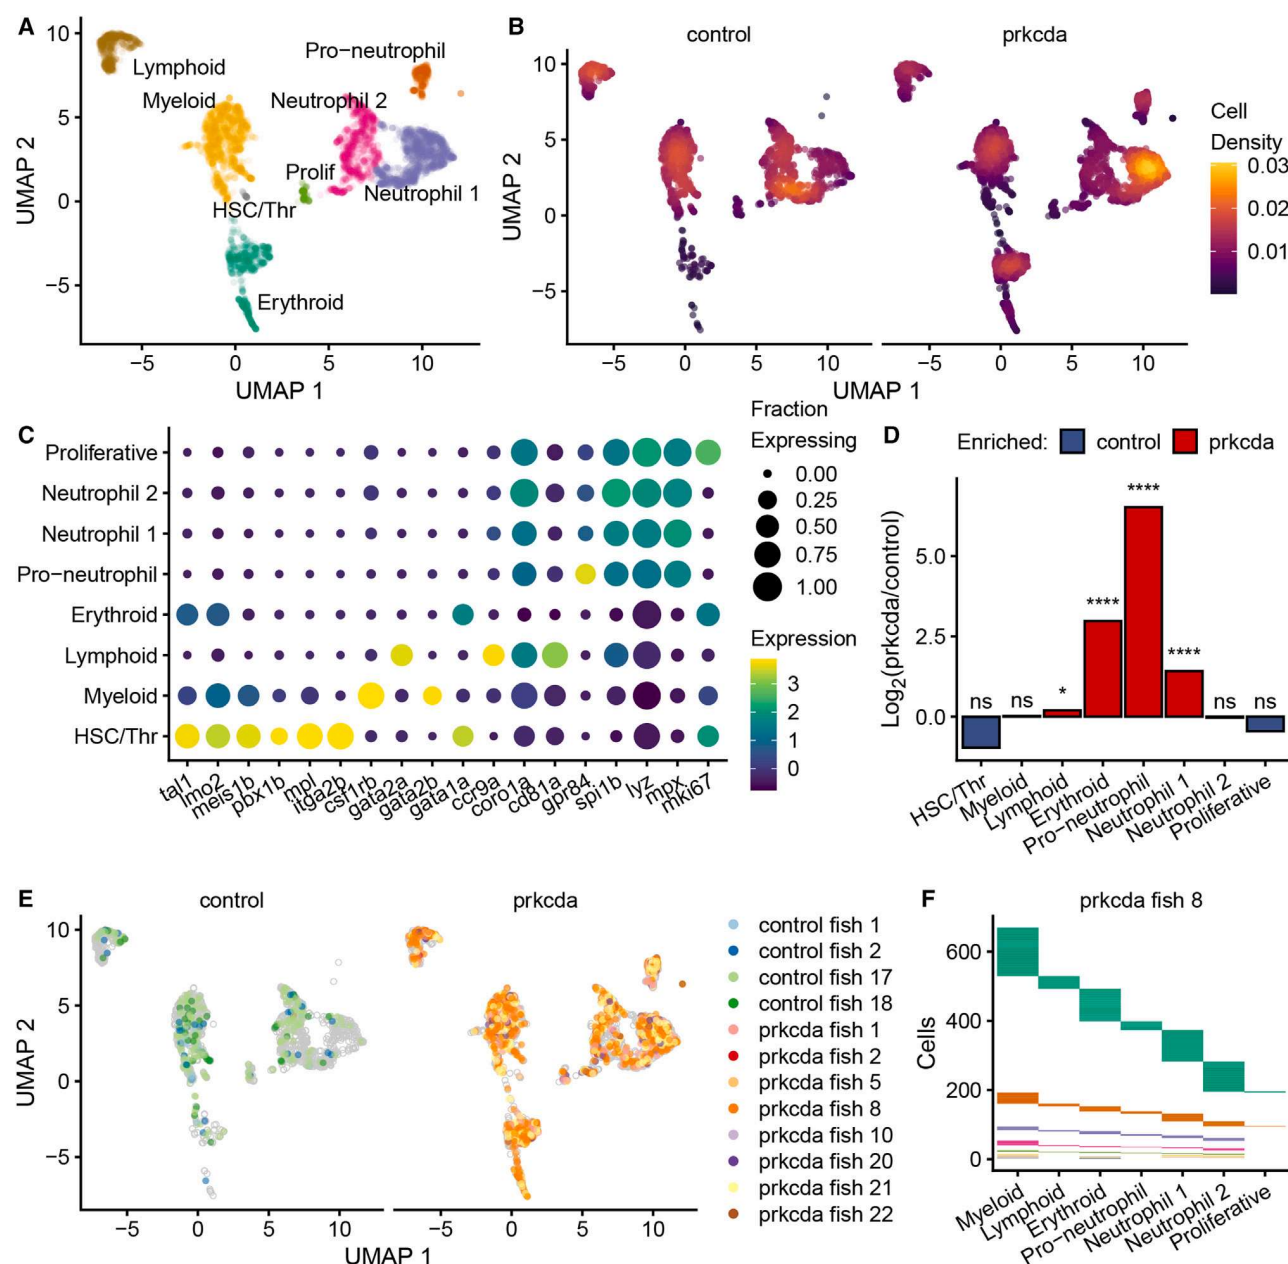 A
10
5
0
−5
UMAP 2
Lymphoid
Myeloid
Pro−neutrophil
Neutrophil 2
Prolif
Neutrophil 1
HSC/Thr
Erythroid
−5 0 5 10
UMAP 1
B
control prkcda
10
5
0
−5
UMAP 2
−5 0 5 10 −5 0 5 10
UMAP 1
Cell
Density
0.03
0.02
0.01
C
Proliferative
Neutrophil 2
Neutrophil 1
Pro−neutrophil
Erythroid
Lymphoid
Myeloid
HSC/Thr
tal1 lmo2 meis1b pbx1b mpl itga2b csf1rb gata2a gata2b gata1a ccr9a coro1a cd81a gpr84 spi1b lyz mpx mki67
Fraction
Expressing
0.00
0.25
0.50
0.75
1.00
Expression
3
2
1
0
D
Enriched: control prkcda
Log2(prkcda/control)
5.0
2.5
0.0
ns ns * **** **** **** ns ns
HSC/Thr Myeloid Lymphoid Erythroid Pro−neutrophil Neutrophil 1 Neutrophil 2 Proliferative
E
control prkcda
10
5
0
−5
UMAP 2
−5 0 5 10 −5 0 5 10
UMAP 1
control fish 1
control fish 2
control fish 17
control fish 18
prkcda fish 1
prkcda fish 2
prkcda fish 5
prkcda fish 8
prkcda fish 10
prkcda fish 20
prkcda fish 21
prkcda fish 22
F
prkcda fish 8
Cells
600
400
200
0
Myeloid Lymphoid Erythroid Pro−neutrophil Neutrophil 1 Neutrophil 2 Proliferative